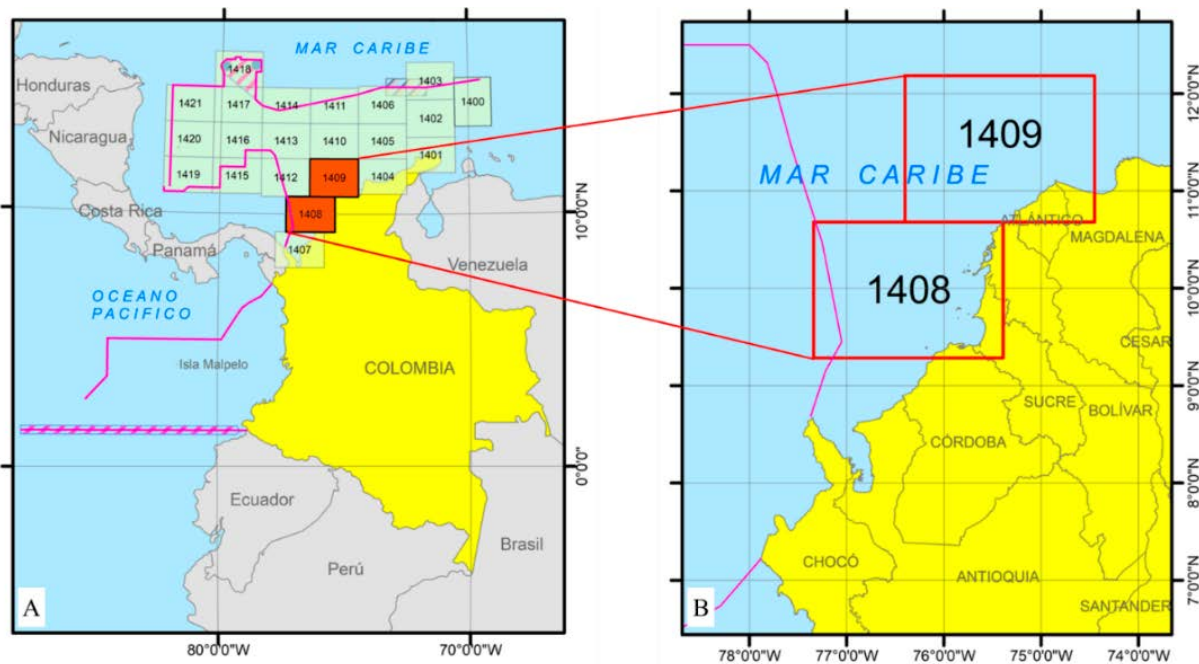 MAR CARIBE
Honduras
1418
1403
1421
1417
1414
1411
1406
1400
1402
Nicaragua
1420
1416
1413
1410
1405
1401
1419
1415
1412
1409
1404
Costa Rica
1408
10°0'0"N
Panamá
1407
Venezuela
OCEANO
PACIFICO
Isla Malpelo
COLOMBIA
0°0'0"
Ecuador
Perú
Brasil
A
80°0'0"W
70°0'0"W
12°0'0"N
1409
MAR CARIBE
11°0'0"N
ATLÁNTICO
MAGDALENA
1408
10°0'0"N
CESAR
9°0'0"N
SUCRE
BOLÍVAR
CÓRDOBA
8°0'0"N
CHOCÓ
ANTIOQUIA
7°0'0"N
SANTANDER
B
78°0'0"W
77°0'0"W
76°0'0"W
75°0'0"W
74°0'0"W